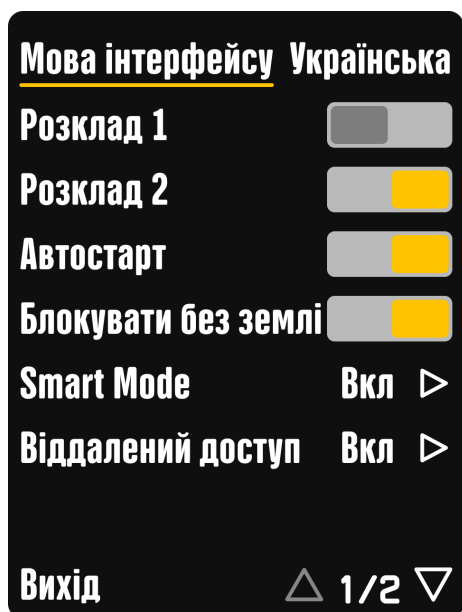 Мова інтерфейсу Українська
Розклад 1
Розклад 2
Автостарт
Блокувати без землі
Smart Mode Вкл
Віддалений доступ Вкл
Вихід 1/2